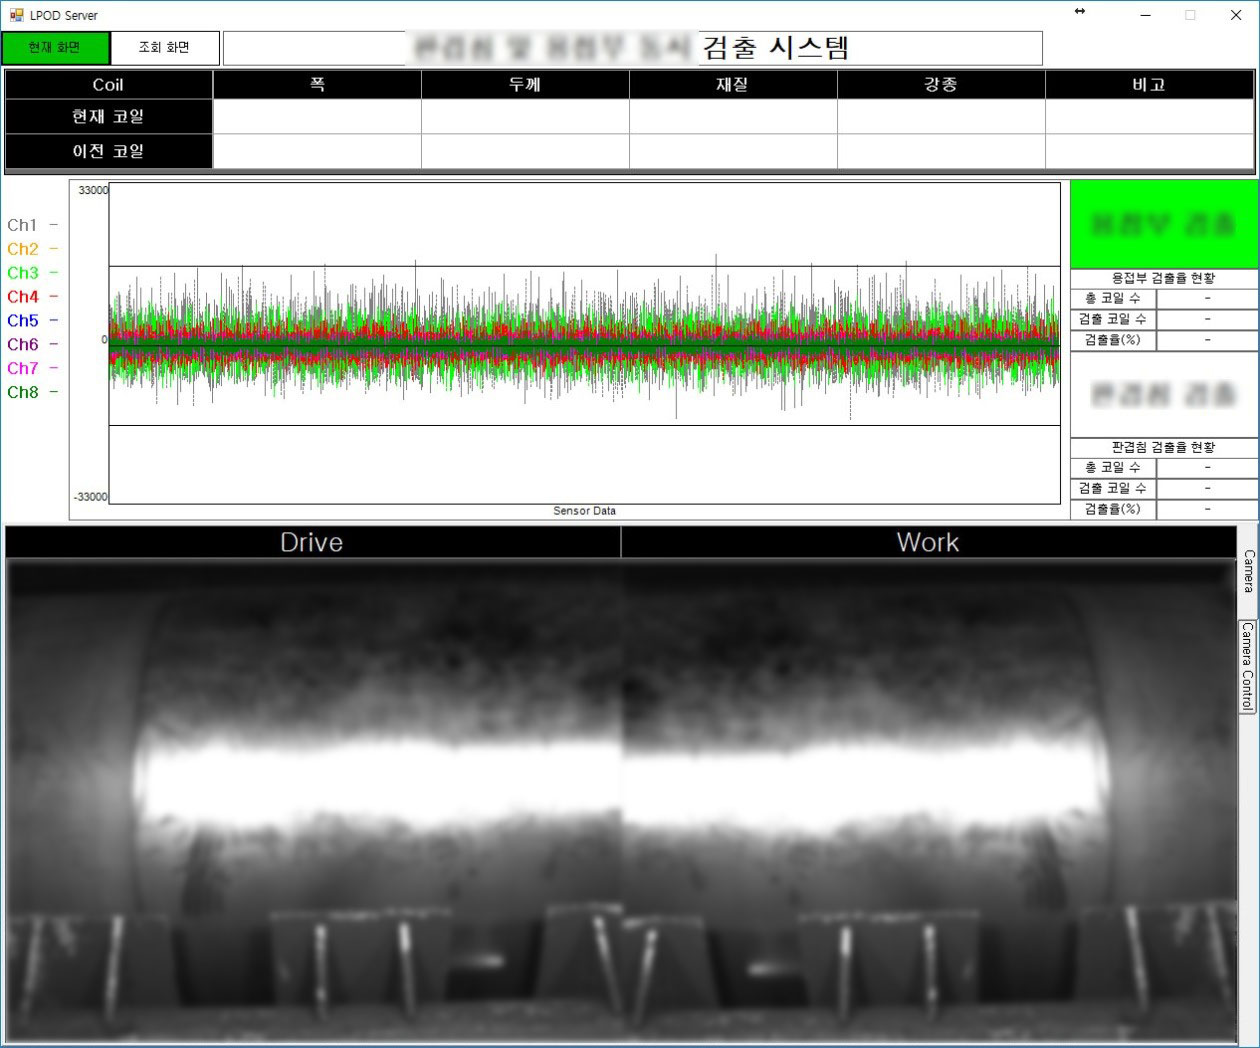 LPOD Server
현재 화면
조회 화면
검출 시스템
Coil 폭 두께 재질 강종 비고
현재 코일
이전 코일
33000
0
-33000
Ch1
Ch2
Ch3
Ch4
Ch5
Ch6
Ch7
Ch8
Sensor Data
용접부 검출율 현황
총 코일 수 -
검출 코일 수 -
검출율(%) -
판겹침 검출율 현황
총 코일 수 -
검출 코일 수 -
검출율(%) -
Drive
Work
Camera
Camera Control